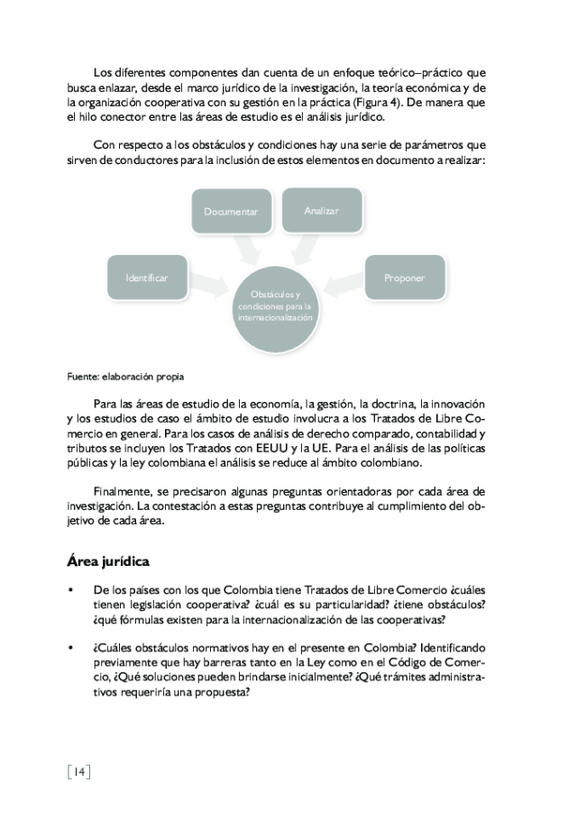 Los diferentes componentes dan cuenta de un enfoque teórico–práctico que
busca enlazar, desde el marco jurídico de la investigación, la teoría económica y de
la organización cooperativa con su gestión en la práctica (Figura 4). De manera que
el hilo conector entre las áreas de estudio es el análisis jurídico.
Con respecto a los obstáculos y condiciones hay una serie de parámetros que
sirven de conductores para la inclusión de estos elementos en documento a realizar:
Documentar
Analizar
Identificar
Proponer
Obstáculos y
condiciones para la
internacionalización
Fuente: elaboración propia
Para las áreas de estudio de la economía, la gestión, la doctrina, la innovación
y los estudios de caso el ámbito de estudio involucra a los Tratados de Libre Co-
mercio en general. Para los casos de análisis de derecho comparado, contabilidad y
tributos se incluyen los Tratados con EEUU y la UE. Para el análisis de las políticas
públicas y la ley colombiana el análisis se reduce al ámbito colombiano.
Finalmente, se precisaron algunas preguntas orientadoras por cada área de
investigación. La contestación a estas preguntas contribuye al cumplimiento del ob-
jetivo de cada área.
Área jurídica
• De los países con los que Colombia tiene Tratados de Libre Comercio ¿cuáles
tienen legislación cooperativa? ¿cuál es su particularidad? ¿tiene obstáculos?
¿qué fórmulas existen para la internacionalización de las cooperativas?
• ¿Cuáles obstáculos normativos hay en el presente en Colombia? Identificando
previamente que hay barreras tanto en la Ley como en el Código de Comer-
cio, ¿Qué soluciones pueden brindarse inicialmente? ¿Qué trámites administra-
tivos requeriría una propuesta?
[14]